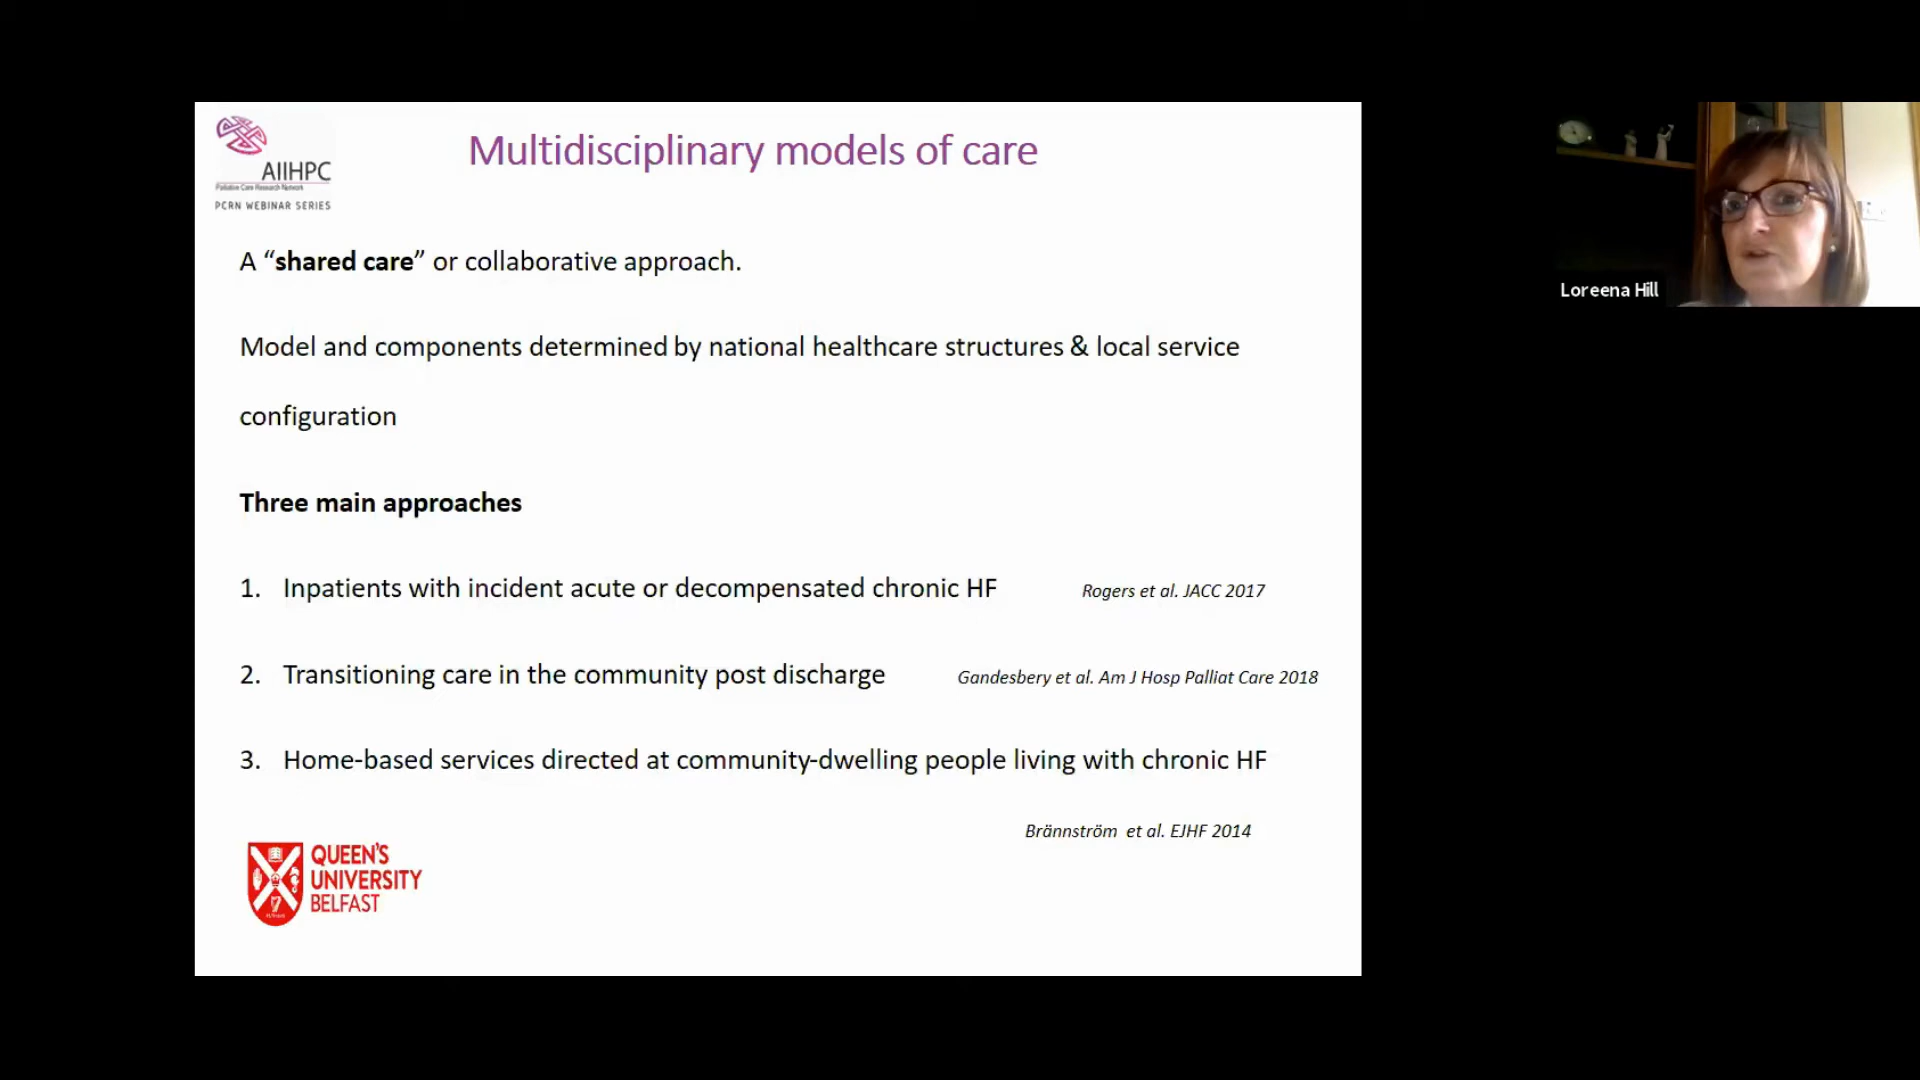 AIIHPC
Palliative Care Research Network
PCRN WEBINAR SERIES
Multidisciplinary models of care
A “shared care” or collaborative approach.
Model and components determined by national healthcare structures & local service
configuration
Three main approaches
1. Inpatients with incident acute or decompensated chronic HF Rogers et al. JACC 2017
2. Transitioning care in the community post discharge Gandesbery et al. Am J Hosp Palliat Care 2018
3. Home-based services directed at community-dwelling people living with chronic HF
Brännström et al. EJHF 2014
QUEEN'S
UNIVERSITY
BELFAST
Loreena Hill